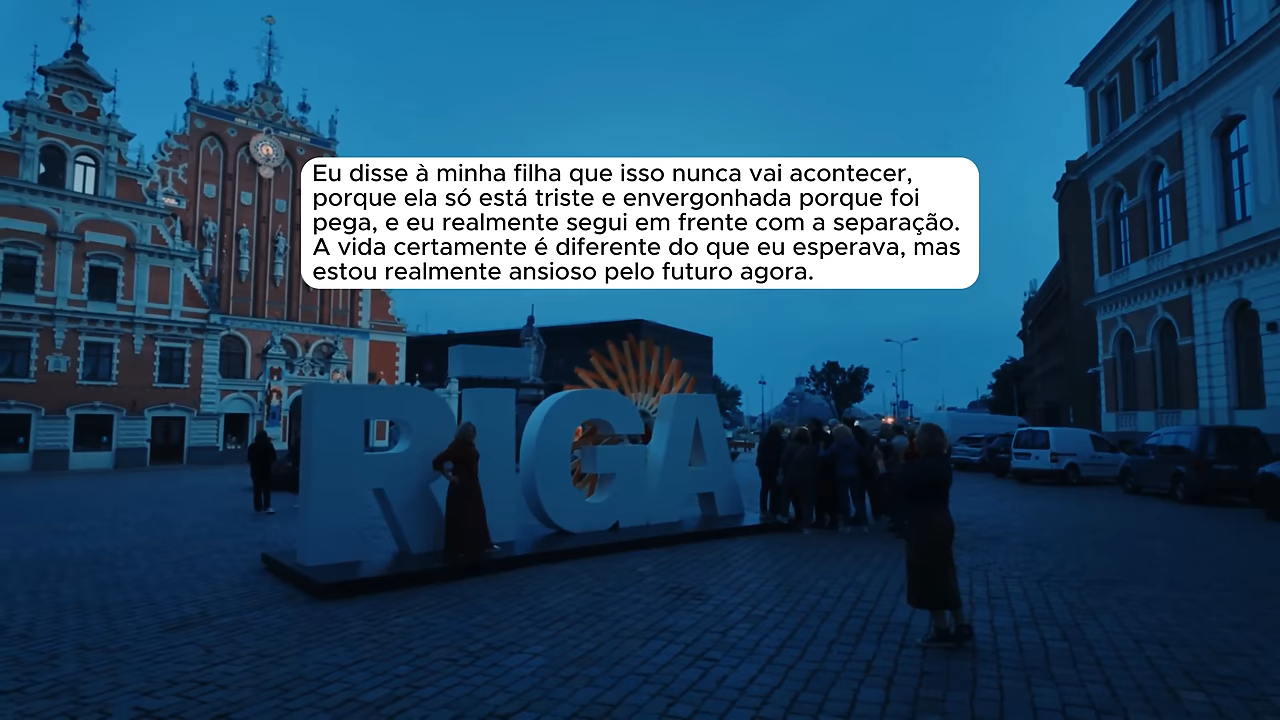 Eu disse à minha filha que isso nunca vai acontecer,
porque ela só está triste e envergonhada porque foi
pega, e eu realmente segui em frente com a separação.
A vida certamente é diferente do que eu esperava, mas
estou realmente ansioso pelo futuro agora.
RIGA